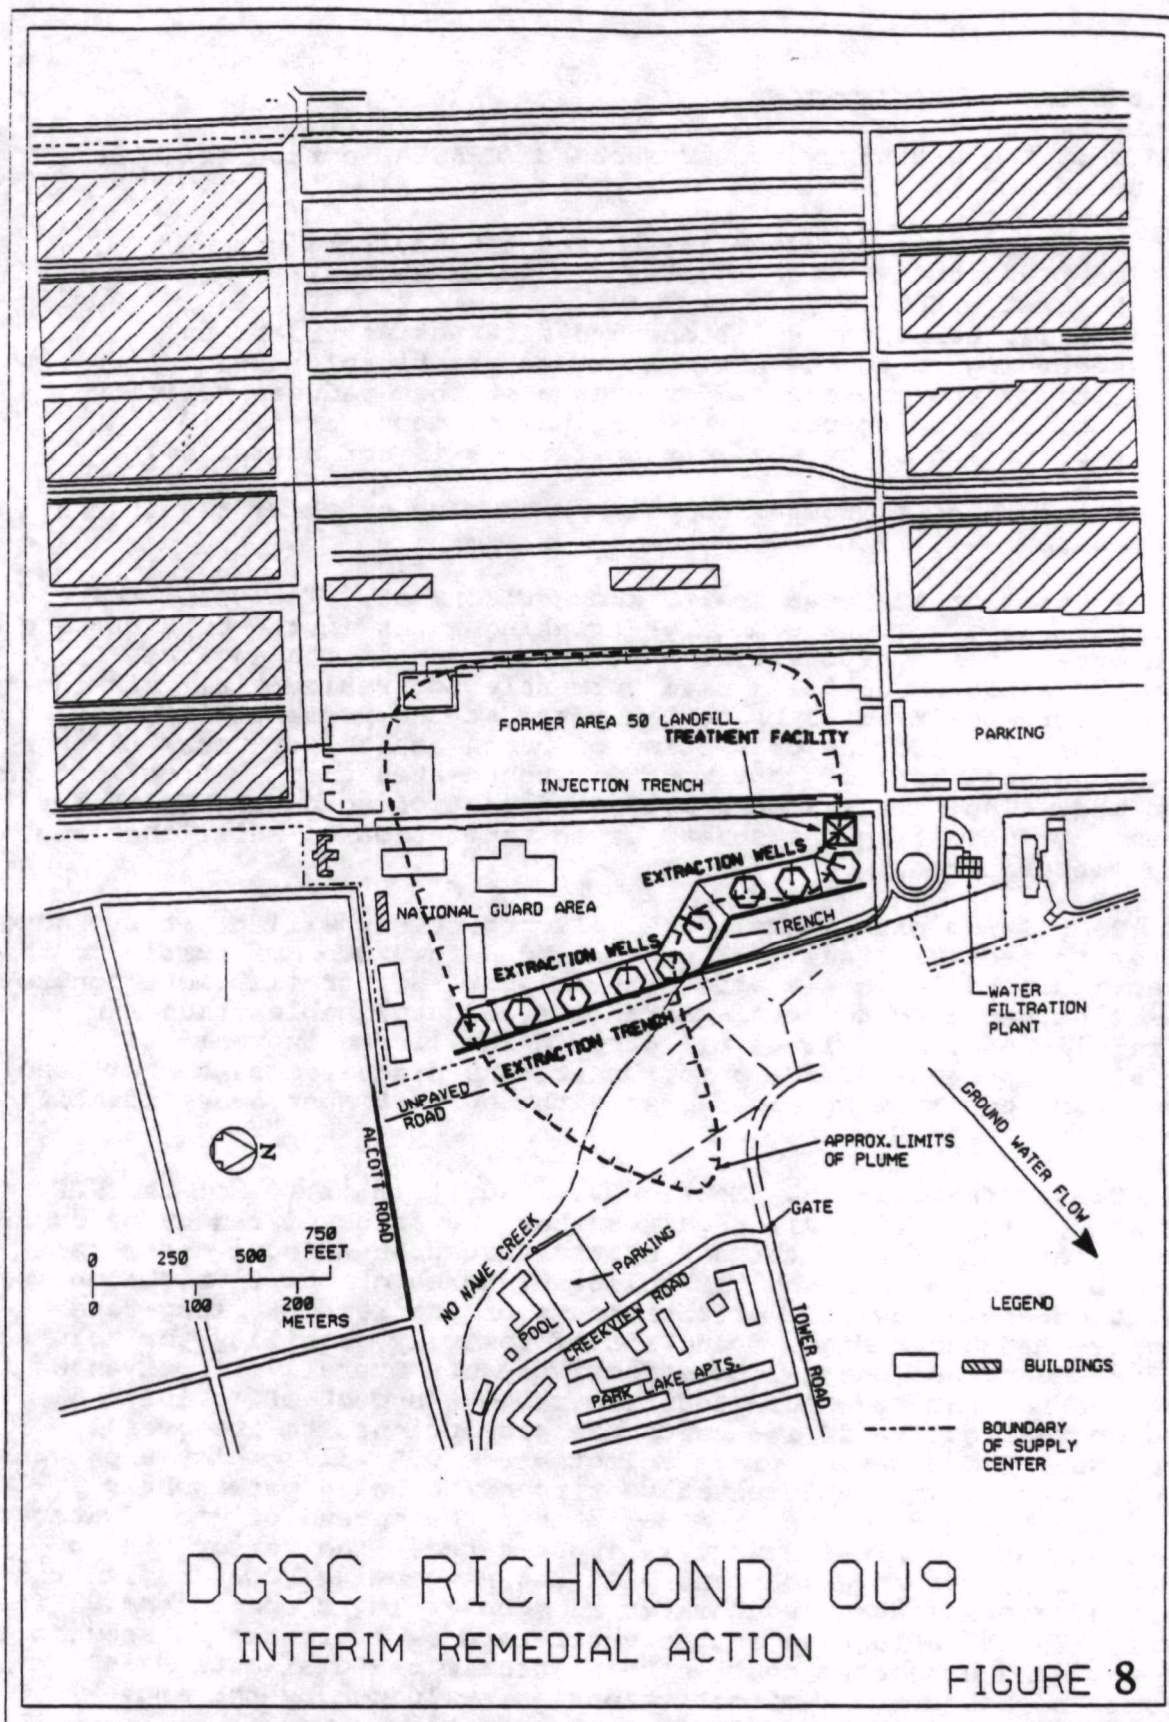 FORMER AREA 50 LANDFILL
TREATMENT FACILITY
PARKING
INJECTION TRENCH
EXTRACTION WELLS
NATIONAL GUARD AREA
TRENCH
EXTRACTION WELLS
WATER
FILTRATION
PLANT
EXTRACTION TRENCH
UNPAVED
ROAD
GROUND WATER FLOW
APPROX. LIMITS
OF PLUME
ALCOTT ROAD
N
GATE
NO NAME CREEK
PARKING
0 250 500 750
FEET
0 100 200
METERS
POOL
CREEKVIEW ROAD
TOWER ROAD
PARK LAKE APTS.
LEGEND
BUILDINGS
BOUNDARY
OF SUPPLY
CENTER
DCSC RICHMOND OU9
INTERIM REMEDIAL ACTION
FIGURE 8